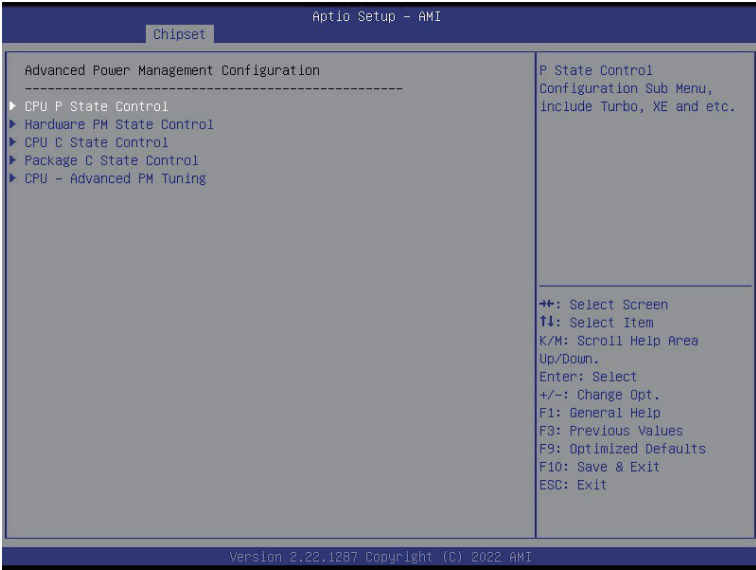 Aptio Setup – AMI
Chipset
Advanced Power Management Configuration
--------------------------------------------------
▶ CPU P State Control
▶ Hardware PM State Control
▶ CPU C State Control
▶ Package C State Control
▶ CPU – Advanced PM Tuning
P State Control
Configuration Sub Menu,
include Turbo, XE and etc.
→←: Select Screen
↑↓: Select Item
K/M: Scroll Help Area
Up/Down.
Enter: Select
+/-: Change Opt.
F1: General Help
F3: Previous Values
F9: Optimized Defaults
F10: Save & Exit
ESC: Exit
Version 2.22.1287 Copyright (C) 2022 AMI